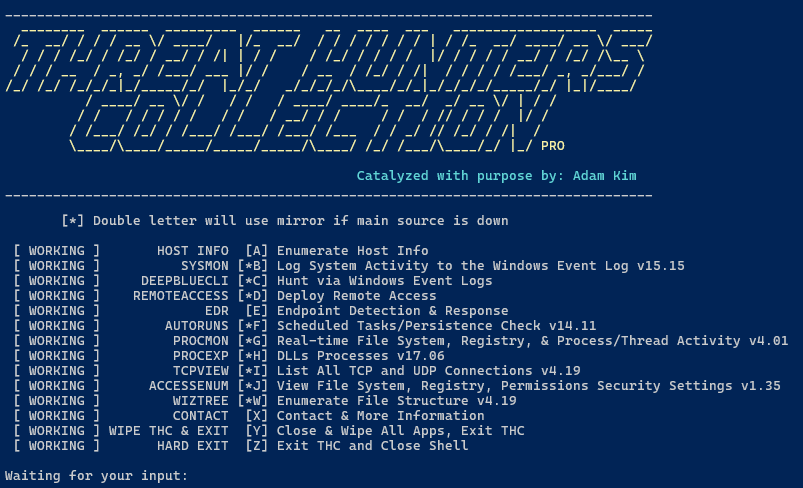 THREAT HUNTERS
COLLECTION PRO
Catalyzed with purpose by: Adam Kim
[*] Double letter will use mirror if main source is down
[ WORKING ] HOST INFO [A] Enumerate Host Info
[ WORKING ] SYSMON [*B] Log System Activity to the Windows Event Log v15.15
[ WORKING ] DEEPBLUECLI [*C] Hunt via Windows Event Logs
[ WORKING ] REMOTEACCESS [*D] Deploy Remote Access
[ WORKING ] EDR [E] Endpoint Detection & Response
[ WORKING ] AUTORUNS [*F] Scheduled Tasks/Persistence Check v14.11
[ WORKING ] PROCMON [*G] Real-time File System, Registry, & Process/Thread Activity v4.01
[ WORKING ] PROCEXP [*H] DLLs Processes v17.06
[ WORKING ] TCPVIEW [*I] List All TCP and UDP Connections v4.19
[ WORKING ] ACCESSENUM [*J] View File System, Registry, Permissions Security Settings v1.35
[ WORKING ] WIZTREE [*W] Enumerate File Structure v4.19
[ WORKING ] CONTACT [X] Contact & More Information
[ WORKING ] WIPE THC & EXIT [Y] Close & Wipe All Apps, Exit THC
[ WORKING ] HARD EXIT [Z] Exit THC and Close Shell
Waiting for your input: